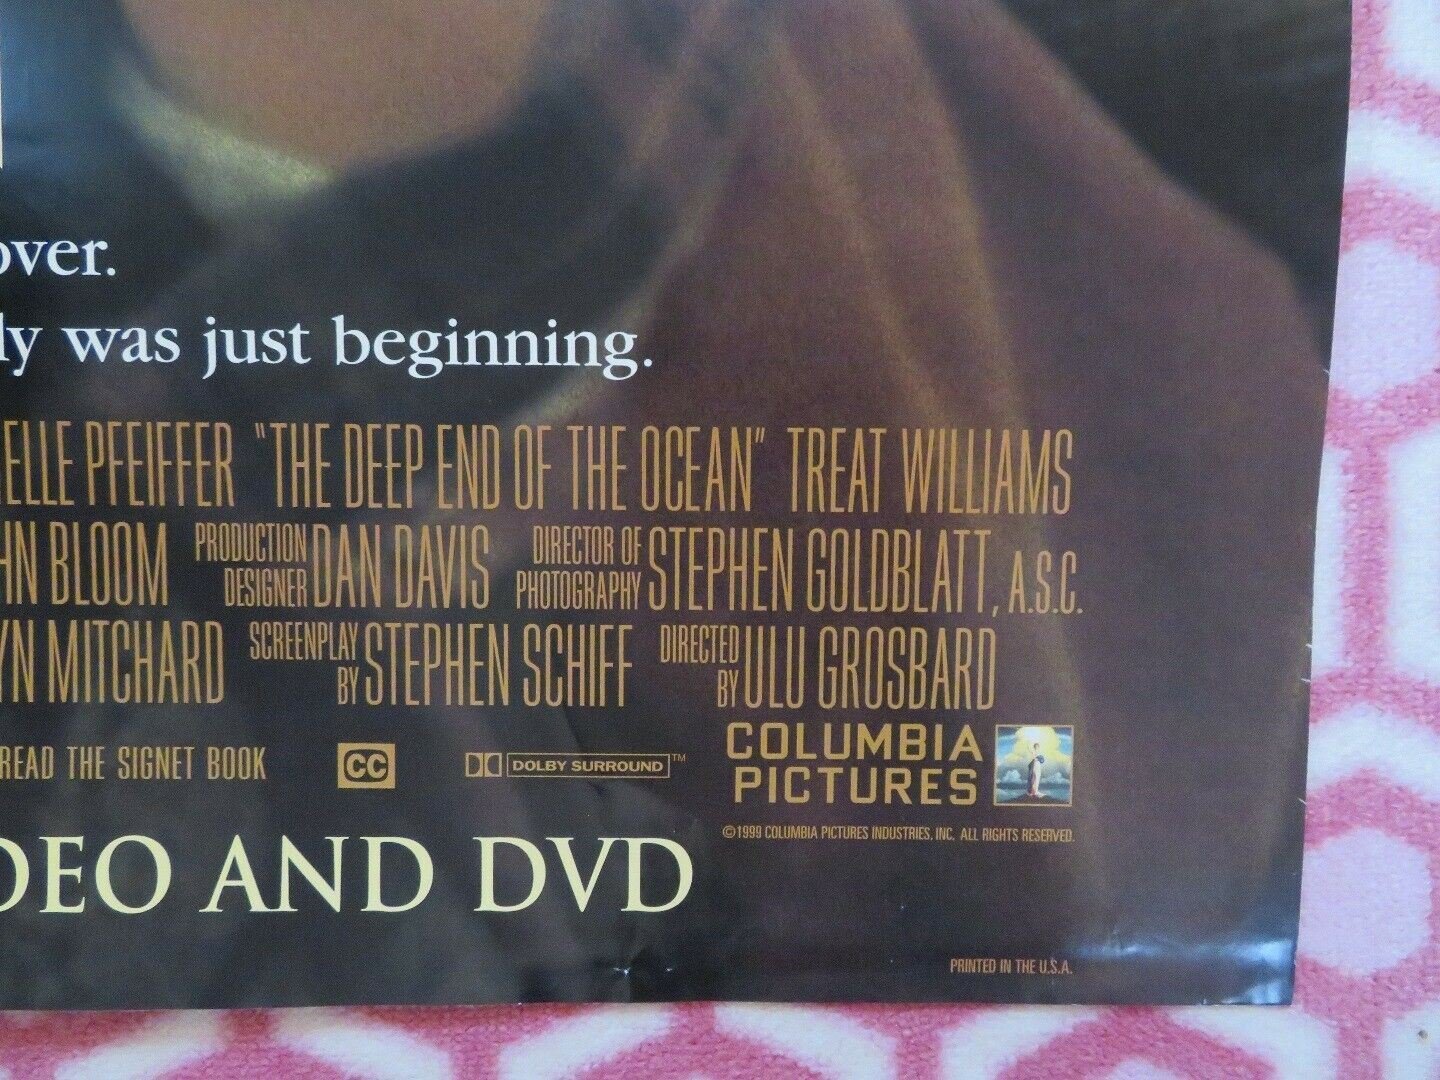 over.
ly was just beginning.
ELLE PFEIFFER "THE DEEP END OF THE OCEAN" TREAT WILLIAMS
HN BLOOM PRODUCTION DESIGNER DAN DAVIS DIRECTOR OF PHOTOGRAPHY STEPHEN GOLDBLATT, A.S.C.
YN MITCHARD SCREENPLAY BY STEPHEN SCHIFF DIRECTED BY ULU GROSBARD
READ THE SIGNET BOOK CC DOLBY SURROUND™ COLUMBIA PICTURES
©1999 COLUMBIA PICTURES INDUSTRIES, INC. ALL RIGHTS RESERVED.
DEO AND DVD
PRINTED IN THE U.S.A.